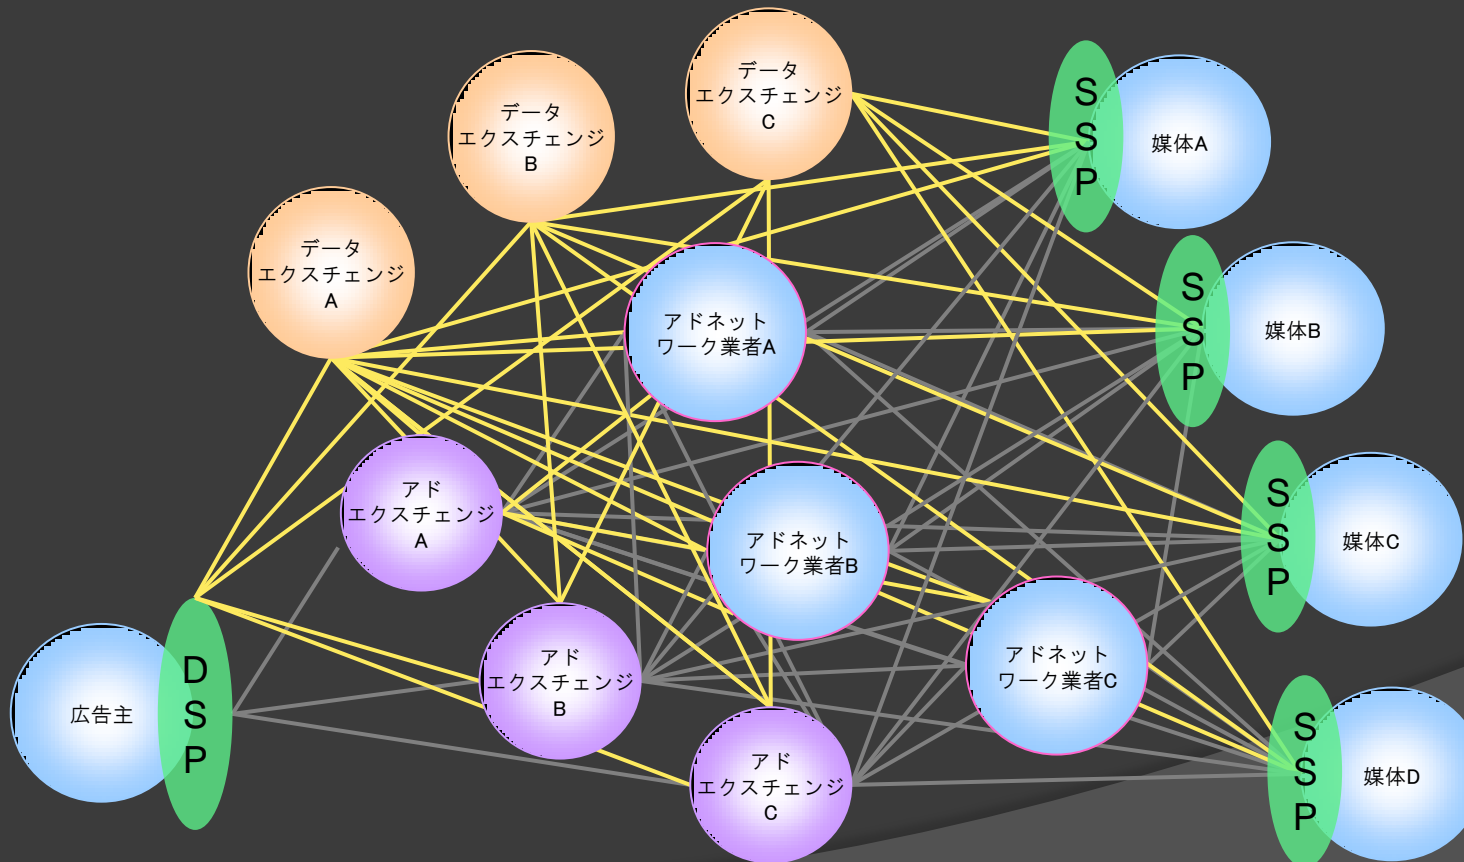 データ
エクスチェンジ
C
データ
エクスチェンジ
B
データ
エクスチェンジ
A
S
S
P
媒体A
S
S
P
媒体B
アドネット
ワーク業者A
アド
エクスチェンジ
A
アドネット
ワーク業者B
S
S
P
媒体C
アド
エクスチェンジ
B
アドネット
ワーク業者C
広告主
D
S
P
アド
エクスチェンジ
C
S
S
P
媒体D